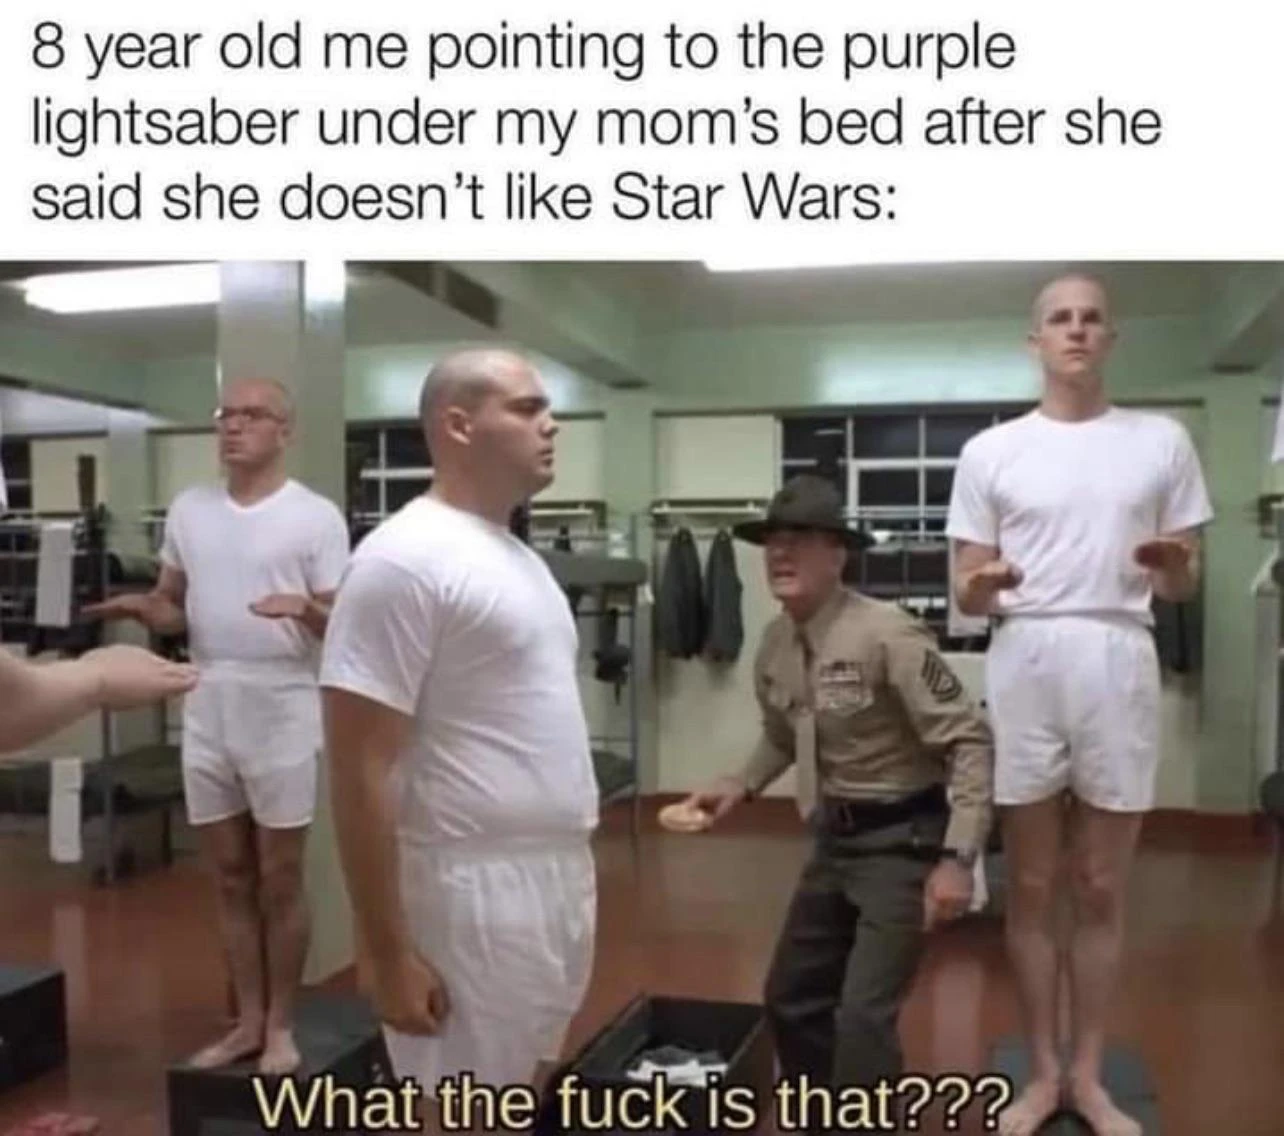 8 year old me pointing to the purple
lightsaber under my mom's bed after she
said she doesn't like Star Wars:
What the fuck is that???